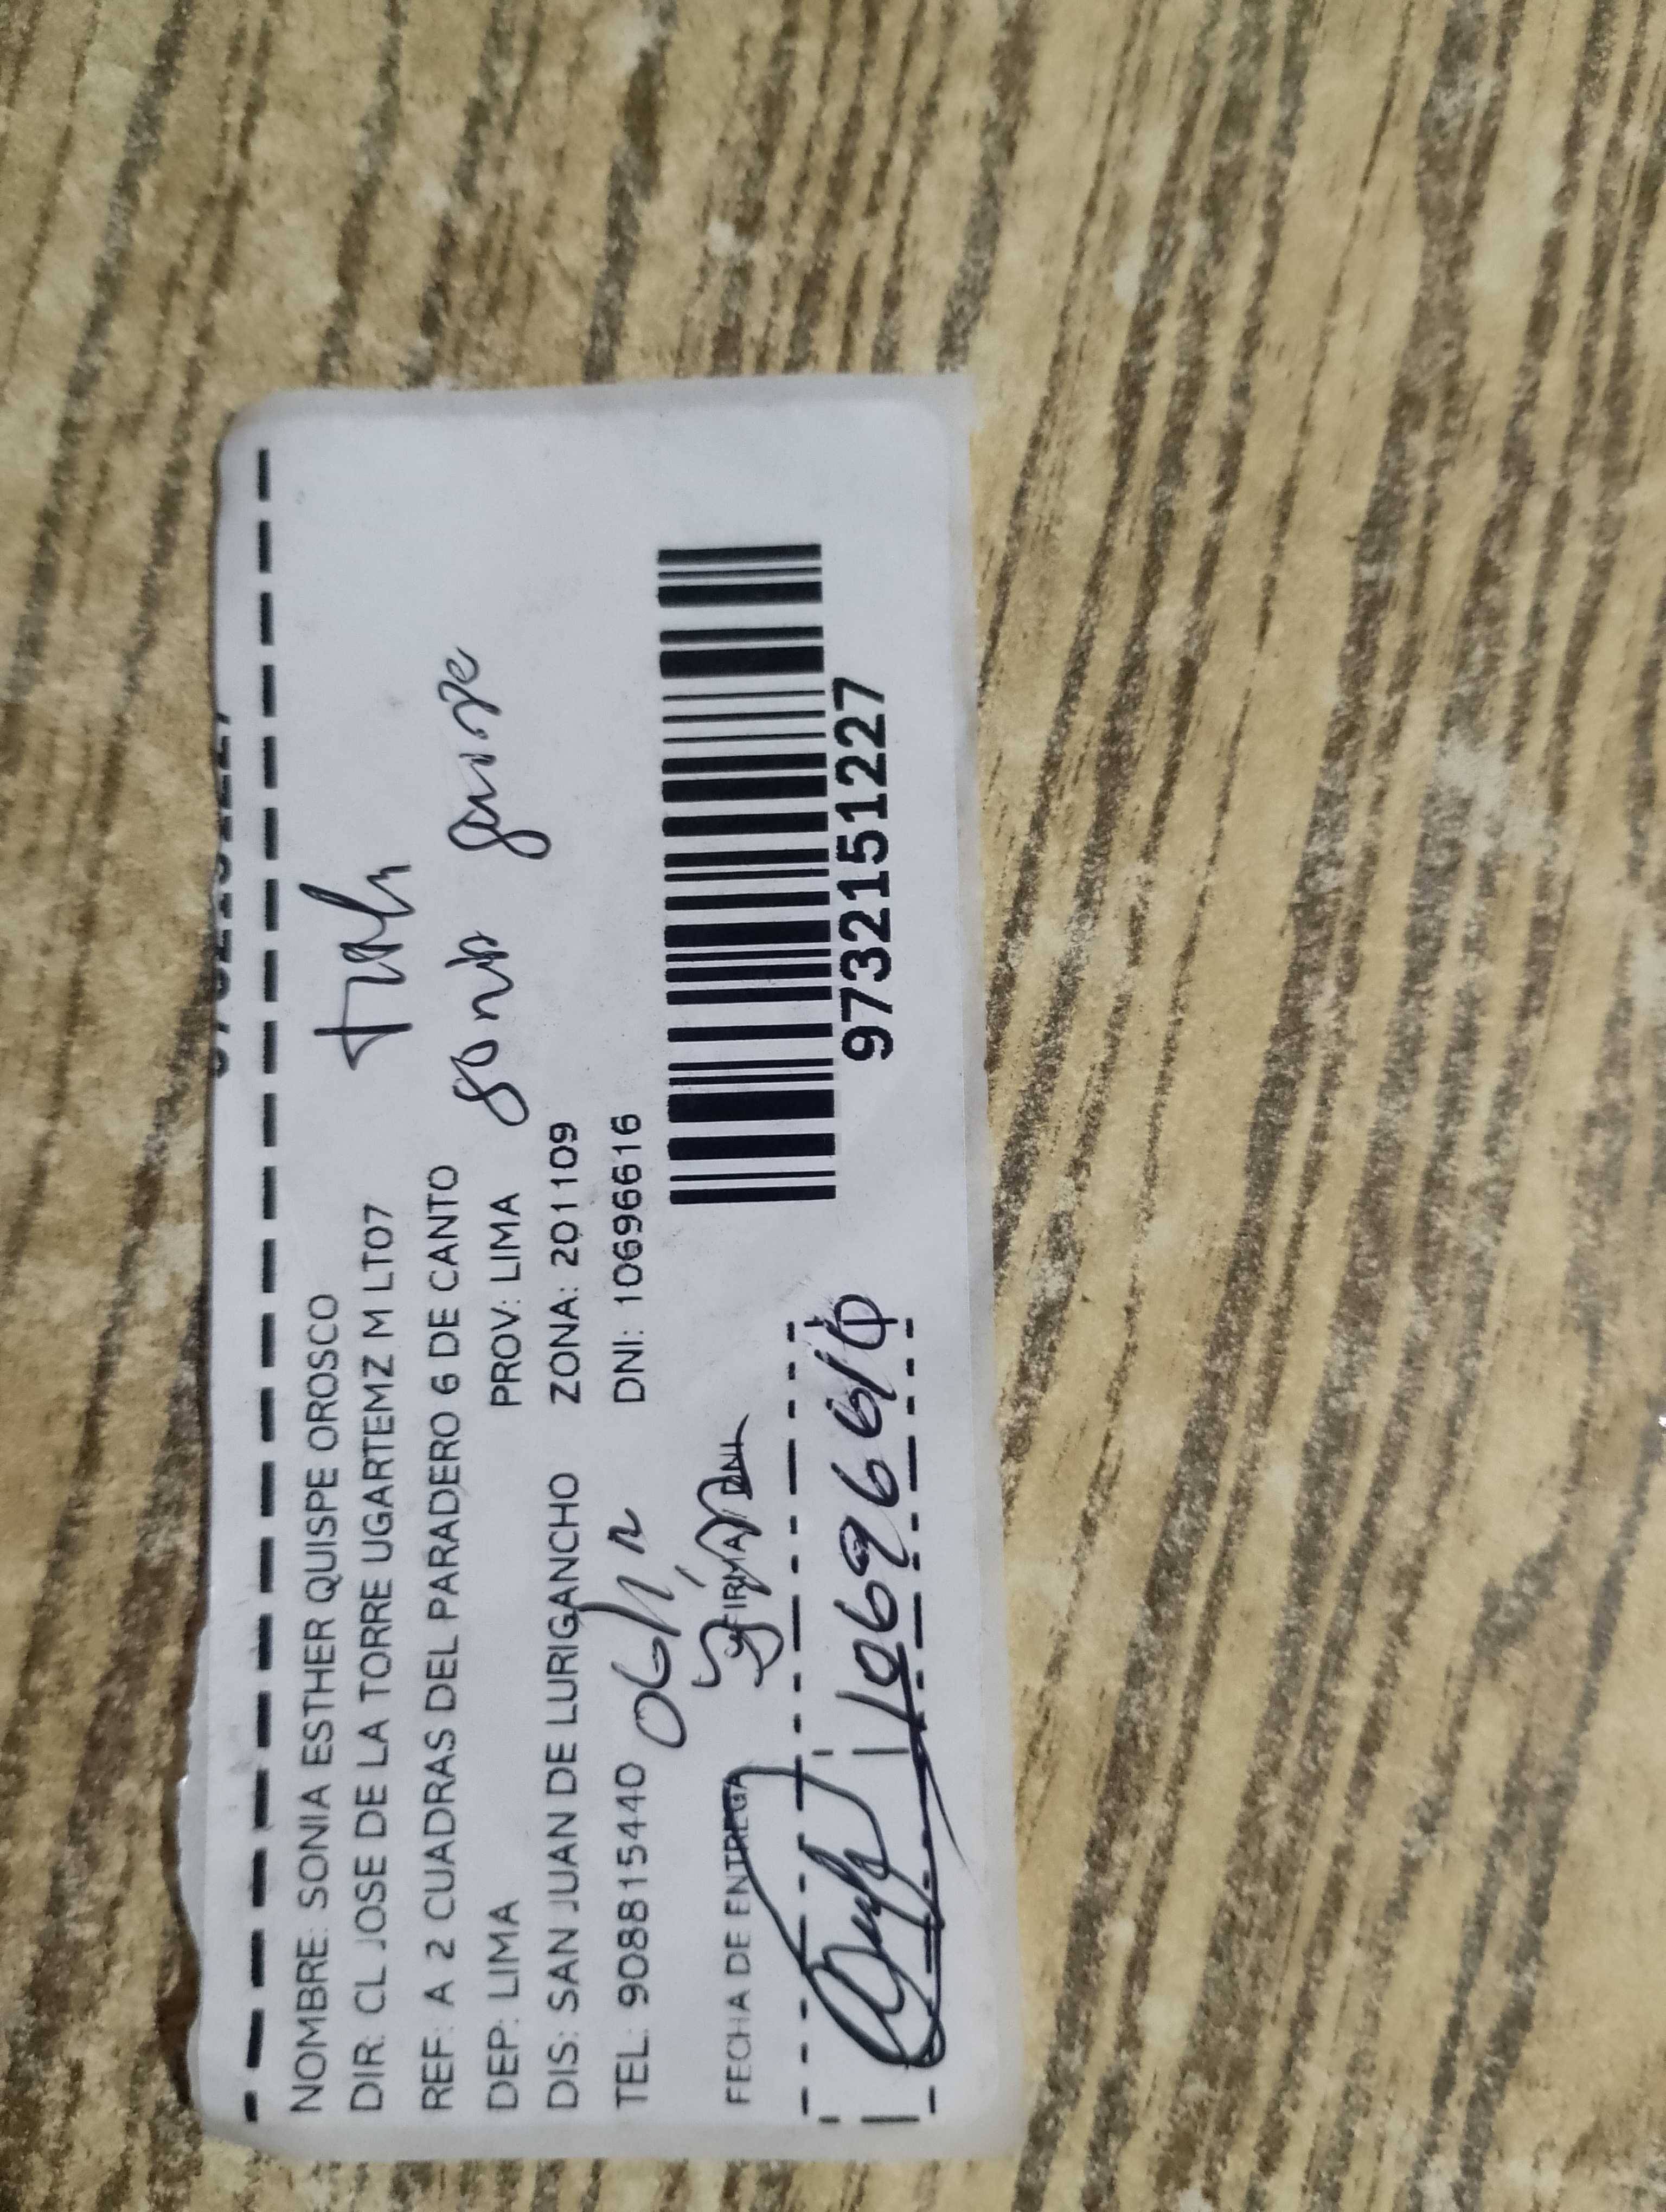 NOMBRE: SONIA ESTHER QUISPE OROSCO
DIR: CL JOSE DE LA TORRE UGARTEMZ M LT07
REF: A 2 CUADRAS DEL PARADERO 6 DE CANTO
DEP: LIMA PROV: LIMA
DIS: SAN JUAN DE LURIGANCHO ZONA: 2011109
TEL: 908815440 DNI: 10696616
FECHA DE ENTREGA FIRMA DNI
10696616
9732151227